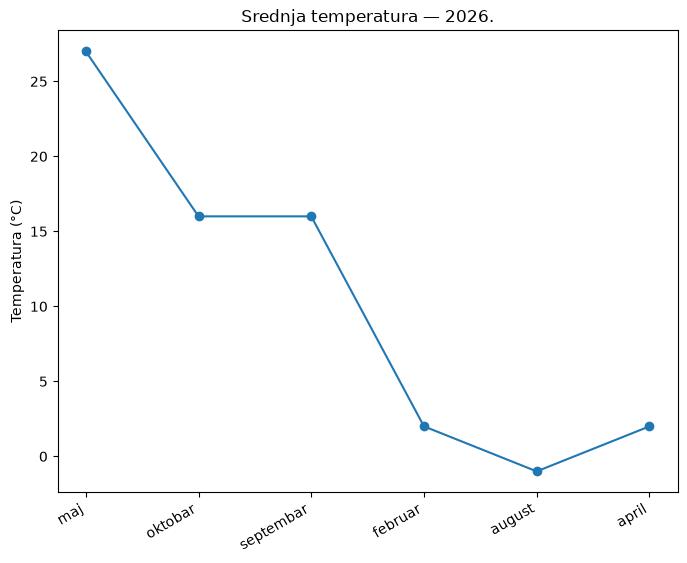 Srednja temperatura — 2026.
Temperatura (°C)
25
20
15
10
5
0
maj
oktobar
septembar
februar
august
april